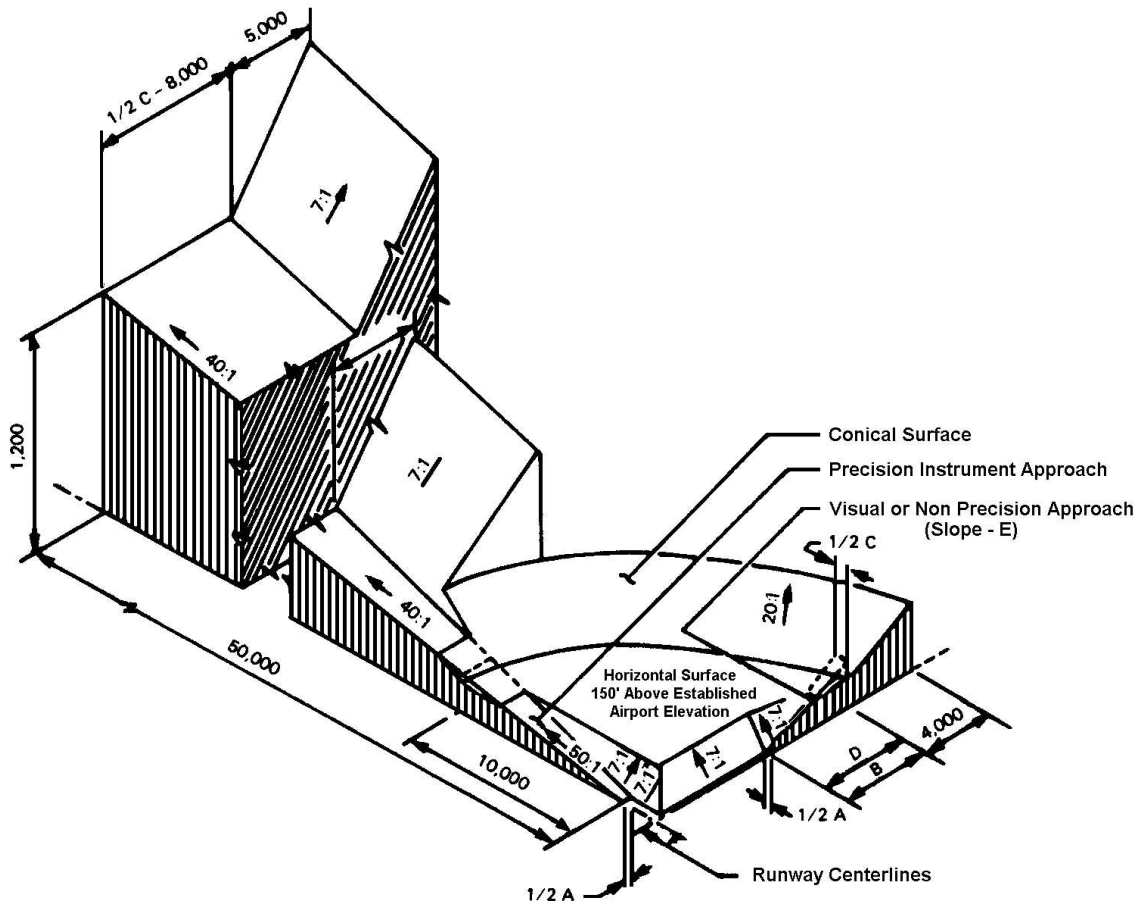 5,000
1/2 C - 8,000
7:1
40:1
1,200
Conical Surface
Precision Instrument Approach
7:1
Visual or Non Precision Approach
(Slope - E)
1/2 C
40:1
20:1
50,000
Horizontal Surface
150' Above Established
Airport Elevation
7:1
4,000
10,000
50:1
7:1
7:1
7:1
D
B
1/2 A
Runway Centerlines
1/2 A